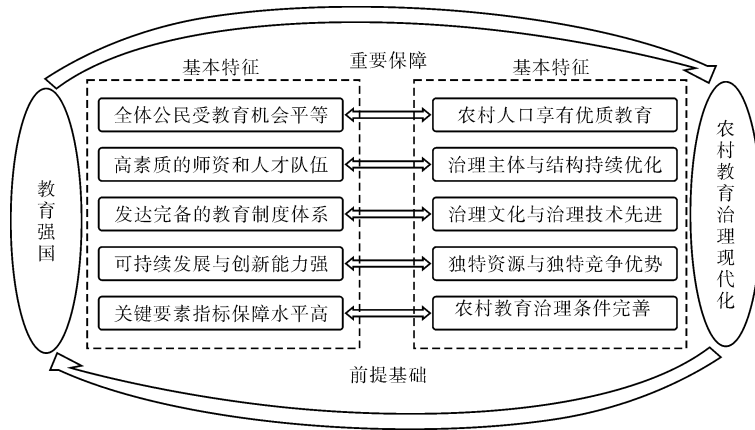 重要保障
基本特征
基本特征
全体公民受教育机会平等
农村人口享有优质教育
高素质的师资和人才队伍
治理主体与结构持续优化
发达完备的教育制度体系
治理文化与治理技术先进
可持续发展与创新能力强
独特资源与独特竞争优势
关键要素指标保障水平高
农村教育治理条件完善
教育强国
农村教育治理现代化
前提基础